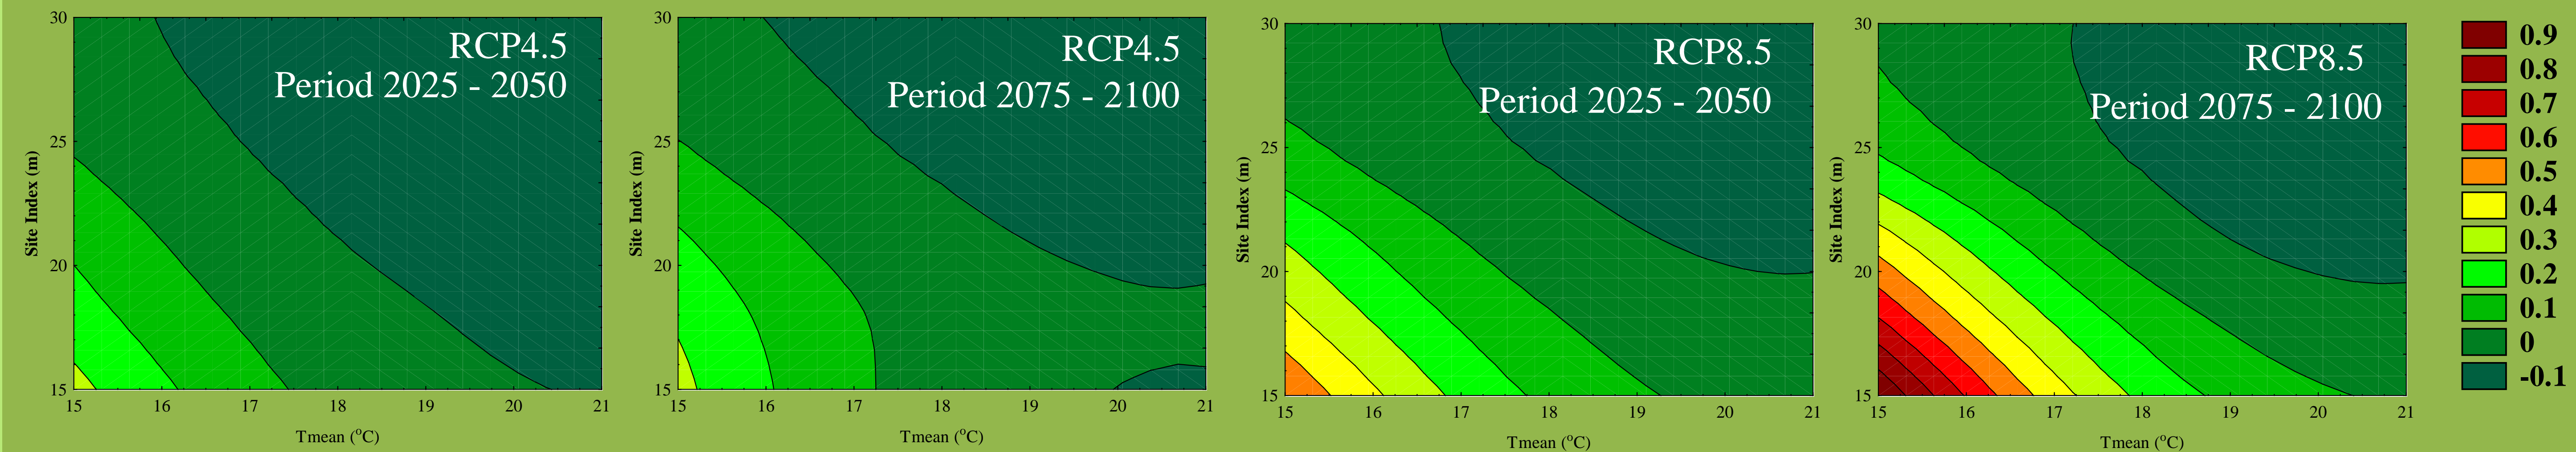 RCP4.5
Period 2025 - 2050
30
25
20
15
Site Index (m)
15 16 17 18 19 20 21
Tmean (°C)
RCP4.5
Period 2075 - 2100
30
25
20
15
Site Index (m)
15 16 17 18 19 20 21
Tmean (°C)
RCP8.5
Period 2025 - 2050
30
25
20
15
Site Index (m)
15 16 17 18 19 20 21
Tmean (°C)
RCP8.5
Period 2075 - 2100
30
25
20
15
Site Index (m)
15 16 17 18 19 20 21
Tmean (°C)
0.9
0.8
0.7
0.6
0.5
0.4
0.3
0.2
0.1
0
-0.1